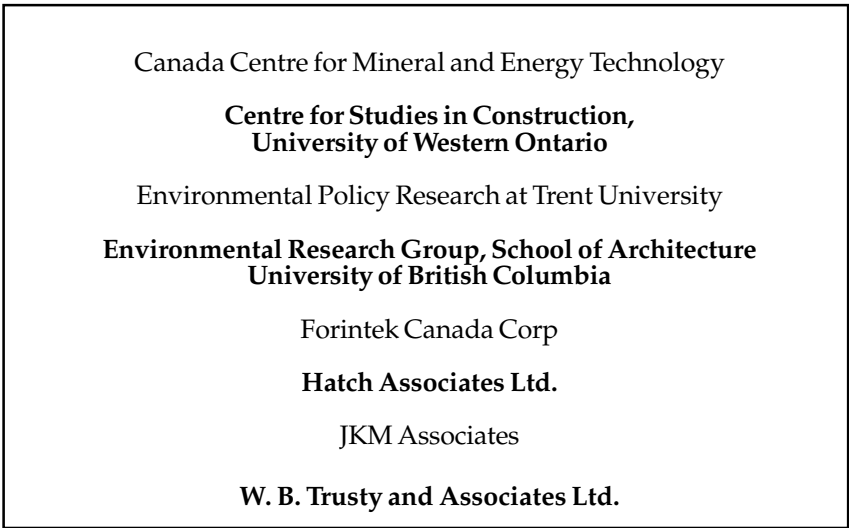 Canada Centre for Mineral and Energy Technology
Centre for Studies in Construction,
University of Western Ontario
Environmental Policy Research at Trent University
Environmental Research Group, School of Architecture
University of British Columbia
Forintek Canada Corp
Hatch Associates Ltd.
JKM Associates
W. B. Trusty and Associates Ltd.